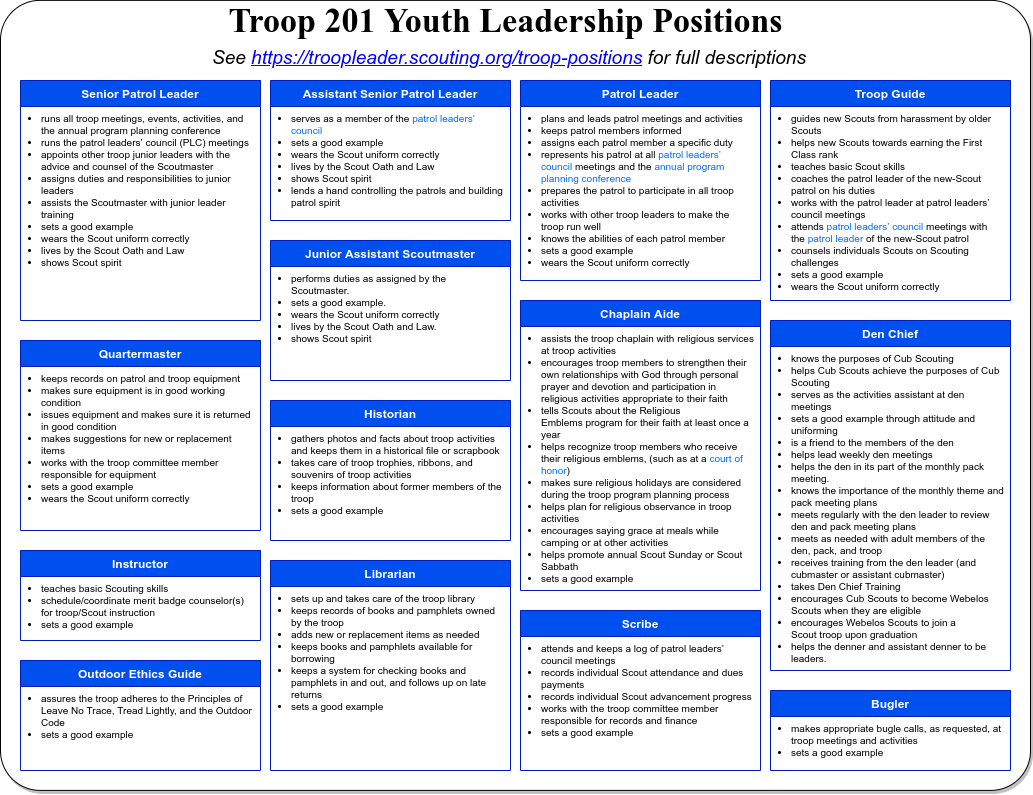 Troop 201 Youth Leadership Positions
See https://troopleader.scouting.org/troop-positions for full descriptions
Senior Patrol Leader
• runs all troop meetings, events, activities, and
the annual program planning conference
• runs the patrol leaders' council (PLC) meetings
• appoints other troop junior leaders with the
advice and counsel of the Scoutmaster
• assigns duties and responsibilities to junior
leaders
• assists the Scoutmaster with junior leader
training
• sets a good example
• wears the Scout uniform correctly
• lives by the Scout Oath and Law
• shows Scout spirit
Quartermaster
• keeps records on patrol and troop equipment
• makes sure equipment is in good working
condition
• issues equipment and makes sure it is returned
in good condition
• makes suggestions for new or replacement
items
• works with the troop committee member
responsible for equipment
• sets a good example
• wears the Scout uniform correctly
Instructor
• teaches basic Scouting skills
• schedule/coordinate merit badge counselor(s)
for troop/Scout instruction
• sets a good example
Outdoor Ethics Guide
• assures the troop adheres to the Principles of
Leave No Trace, Tread Lightly, and the Outdoor
Code
• sets a good example
Assistant Senior Patrol Leader
• serves as a member of the patrol leaders'
council
• sets a good example
• wears the Scout uniform correctly
• lives by the Scout Oath and Law
• shows Scout spirit
• lends a hand controlling the patrols and building
patrol spirit
Junior Assistant Scoutmaster
• performs duties as assigned by the
Scoutmaster.
• sets a good example.
• wears the Scout uniform correctly
• lives by the Scout Oath and Law.
• shows Scout spirit
Historian
• gathers photos and facts about troop activities
and keeps them in a historical file or scrapbook
• takes care of troop trophies, ribbons, and
souvenirs of troop activities
• keeps information about former members of the
troop
• sets a good example
Librarian
• sets up and takes care of the troop library
• keeps records of books and pamphlets owned
by the troop
• adds new or replacement items as needed
• keeps books and pamphlets available for
borrowing
• keeps a system for checking books and
pamphlets in and out, and follows up on late
returns
• sets a good example
Patrol Leader
• plans and leads patrol meetings and activities
• keeps patrol members informed
• assigns each patrol member a specific duty
• represents his patrol at all patrol leaders'
council meetings and the annual program
planning conference
• prepares the patrol to participate in all troop
activities
• works with other troop leaders to make the
troop run well
• knows the abilities of each patrol member
• sets a good example
• wears the Scout uniform correctly
Chaplain Aide
• assists the troop chaplain with religious services
at troop activities
• encourages troop members to strengthen their
own relationships with God through personal
prayer and devotion and participation in
religious activities appropriate to their faith
• tells Scouts about the Religious
Emblems program for their faith at least once a
year
• helps recognize troop members who receive
their religious emblems, (such as at a court of
honor)
• makes sure religious holidays are considered
during the troop program planning process
• helps plan for religious observance in troop
activities
• encourages saying grace at meals while
camping or at other activities
• helps promote annual Scout Sunday or Scout
Sabbath
• sets a good example
Scribe
• attends and keeps a log of patrol leaders'
council meetings
• records individual Scout attendance and dues
payments
• records individual Scout advancement progress
• works with the troop committee member
responsible for records and finance
• sets a good example
Troop Guide
• guides new Scouts from harassment by older
Scouts
• helps new Scouts towards earning the First
Class rank
• teaches basic Scout skills
• coaches the patrol leader of the new-Scout
patrol on his duties
• works with the patrol leader at patrol leaders'
council meetings
• attends patrol leaders' council meetings with
the patrol leader of the new-Scout patrol
• counsels individuals Scouts on Scouting
challenges
• sets a good example
• wears the Scout uniform correctly
Den Chief
• knows the purposes of Cub Scouting
• helps Cub Scouts achieve the purposes of Cub
Scouting
• serves as the activities assistant at den
meetings
• sets a good example through attitude and
uniforming
• is a friend to the members of the den
• helps lead weekly den meetings
• helps the den in its part of the monthly pack
meeting.
• knows the importance of the monthly theme and
pack meeting plans
• meets regularly with the den leader to review
den and pack meeting plans
• meets as needed with adult members of the
den, pack, and troop
• receives training from the den leader (and
cubmaster or assistant cubmaster)
• takes Den Chief Training
• encourages Cub Scouts to become Webelos
Scouts when they are eligible
• encourages Webelos Scouts to join a
Scout troop upon graduation
• helps the denner and assistant denner to be
leaders.
Bugler
• makes appropriate bugle calls, as requested, at
troop meetings and activities
• sets a good example